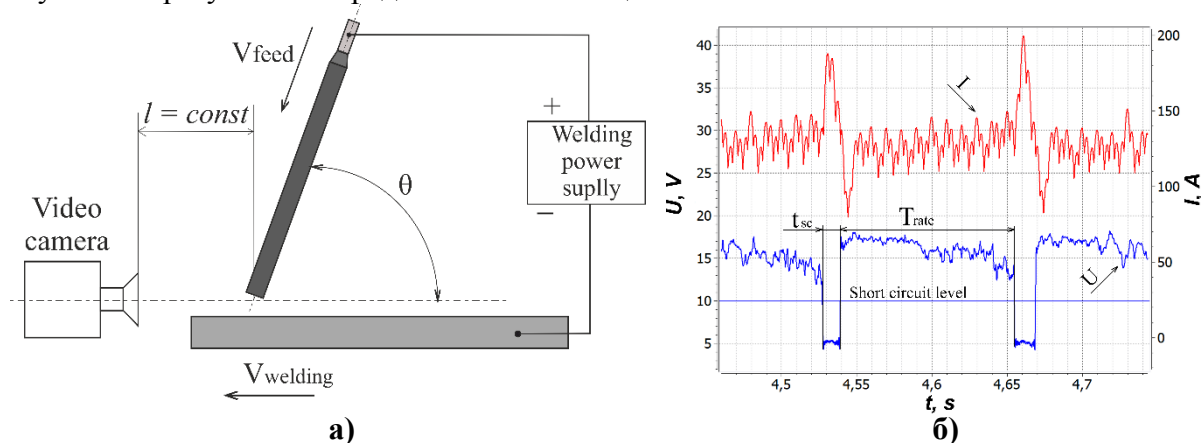 Vfeed
l = const
+
Welding
power
suplly
−
θ
Video
camera
Vwelding
а)
U, V
40
35
30
25
20
15
10
5
I, A
200
150
100
50
0
I
tsc
Trate
U
Short circuit level
4,5
4,55
4,6
4,65
4,7
t, s
б)